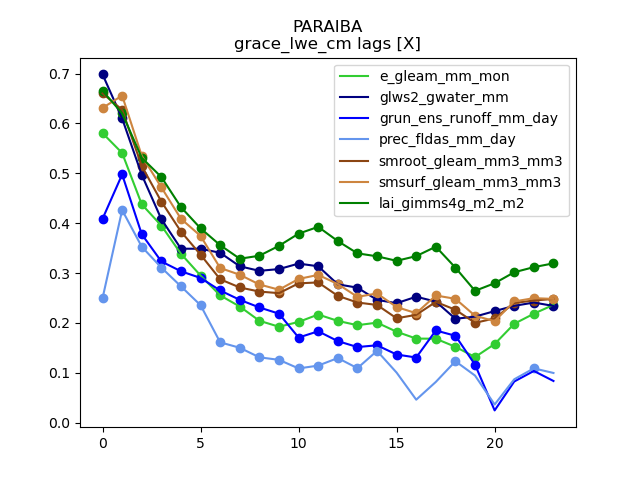 PARAIBA
grace_lwe_cm lags [X]
e_gleam_mm_mon
glws2_gwater_mm
grun_ens_runoff_mm_day
prec_fldas_mm_day
smroot_gleam_mm3_mm3
smsurf_gleam_mm3_mm3
lai_gimms4g_m2_m2
0.7
0.6
0.5
0.4
0.3
0.2
0.1
0.0
0 5 10 15 20